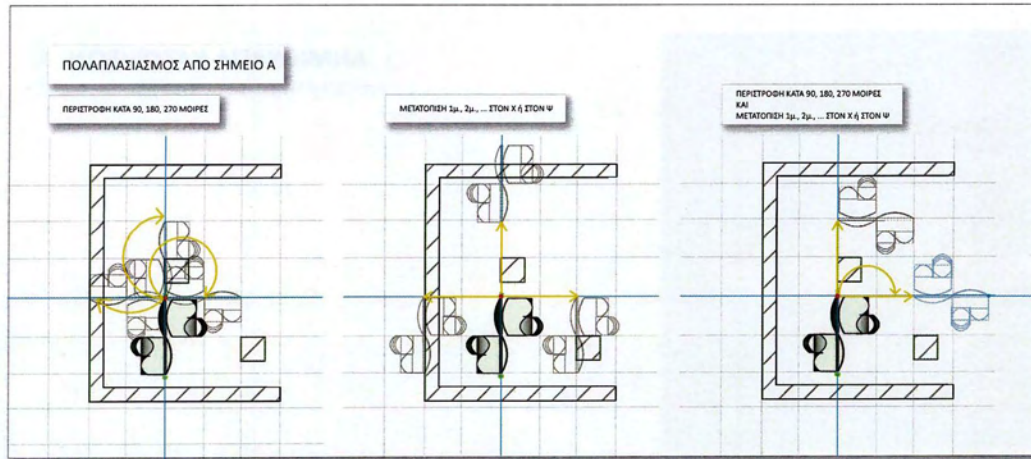 ΠΟΛΑΠΛΑΣΙΑΣΜΟΣ ΑΠΟ ΣΗΜΕΙΟ Α
ΠΕΡΙΣΤΡΟΦΗ ΚΑΤΑ 90, 180, 270 ΜΟΙΡΕΣ
ΜΕΤΑΤΟΠΙΣΗ 1μ., 2μ., ... ΣΤΟΝ Χ ή ΣΤΟΝ Ψ
ΠΕΡΙΣΤΡΟΦΗ ΚΑΤΑ 90, 180, 270 ΜΟΙΡΕΣ
ΚΑΙ
ΜΕΤΑΤΟΠΙΣΗ 1μ., 2μ., ... ΣΤΟΝ Χ ή ΣΤΟΝ Ψ